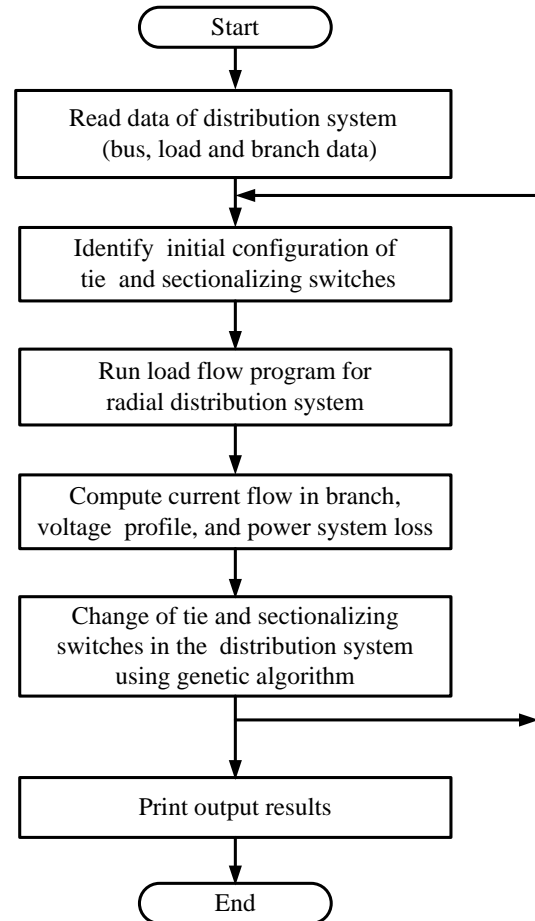 Start
Read data of distribution system
(bus, load and branch data)
Identify initial configuration of
tie and sectionalizing switches
Run load flow program for
radial distribution system
Compute current flow in branch,
voltage profile, and power system loss
Change of tie and sectionalizing
switches in the distribution system
using genetic algorithm
Print output results
End